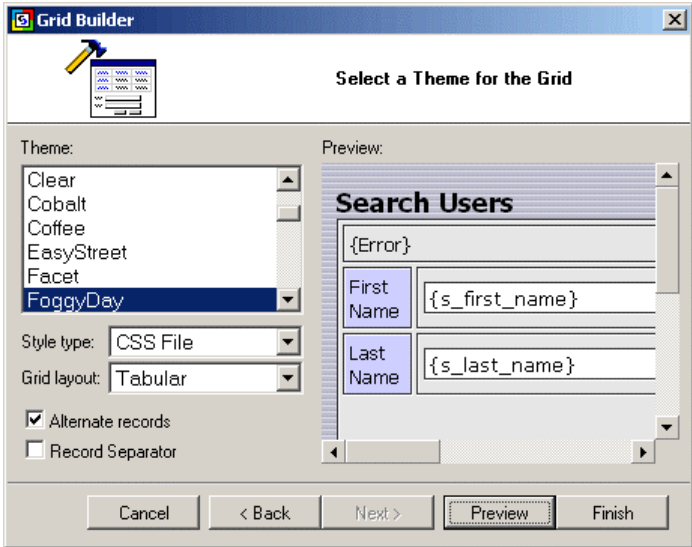 Grid Builder
Select a Theme for the Grid
Theme:
Clear
Cobalt
Coffee
EasyStreet
Facet
FoggyDay
Style type: CSS File
Grid layout: Tabular
Alternate records
Record Separator
Preview:
Search Users
{Error}
First
Name
{s_first_name}
Last
Name
{s_last_name}
Cancel
< Back
Next >
Preview
Finish